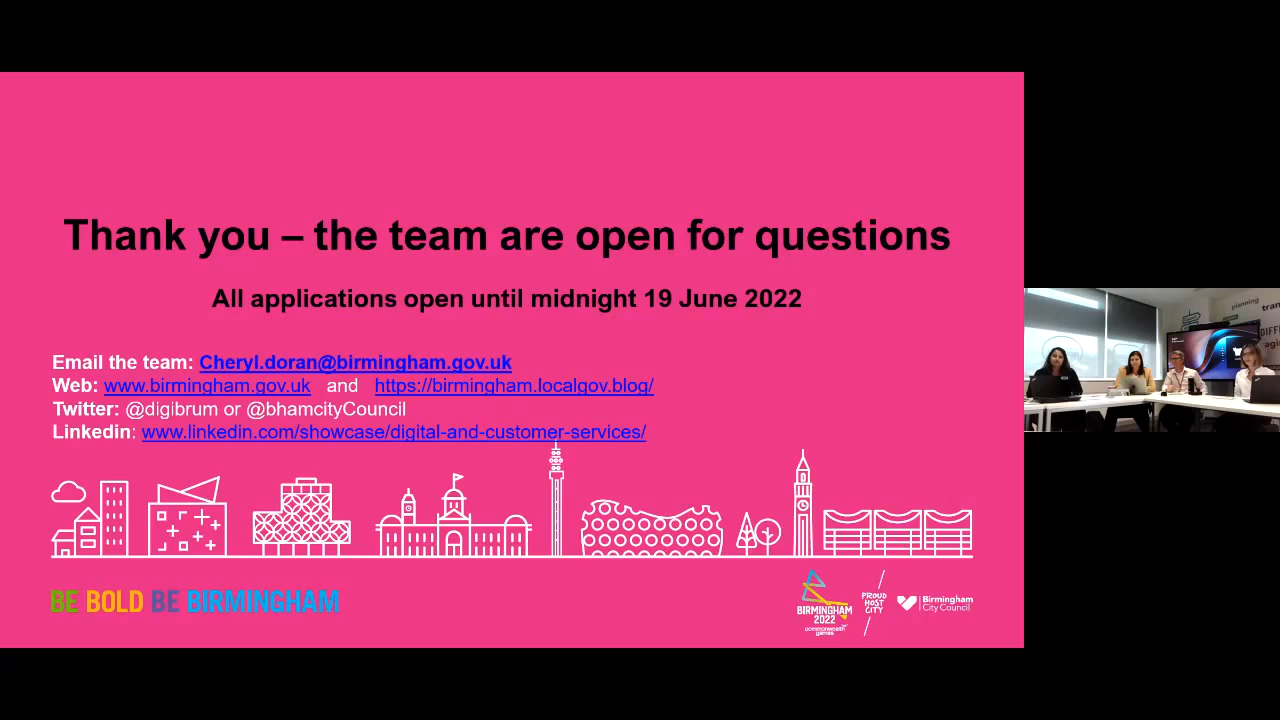 Thank you – the team are open for questions
All applications open until midnight 19 June 2022
Email the team: Cheryl.doran@birmingham.gov.uk
Web: www.birmingham.gov.uk and https://birmingham.localgov.blog/
Twitter: @digibrum or @bhamcityCouncil
Linkedin: www.linkedin.com/showcase/digital-and-customer-services/
BE BOLD BE BIRMINGHAM
BIRMINGHAM
2022
commonwealth
games
PROUD
HOST
CITY
Birmingham
City Council
planning